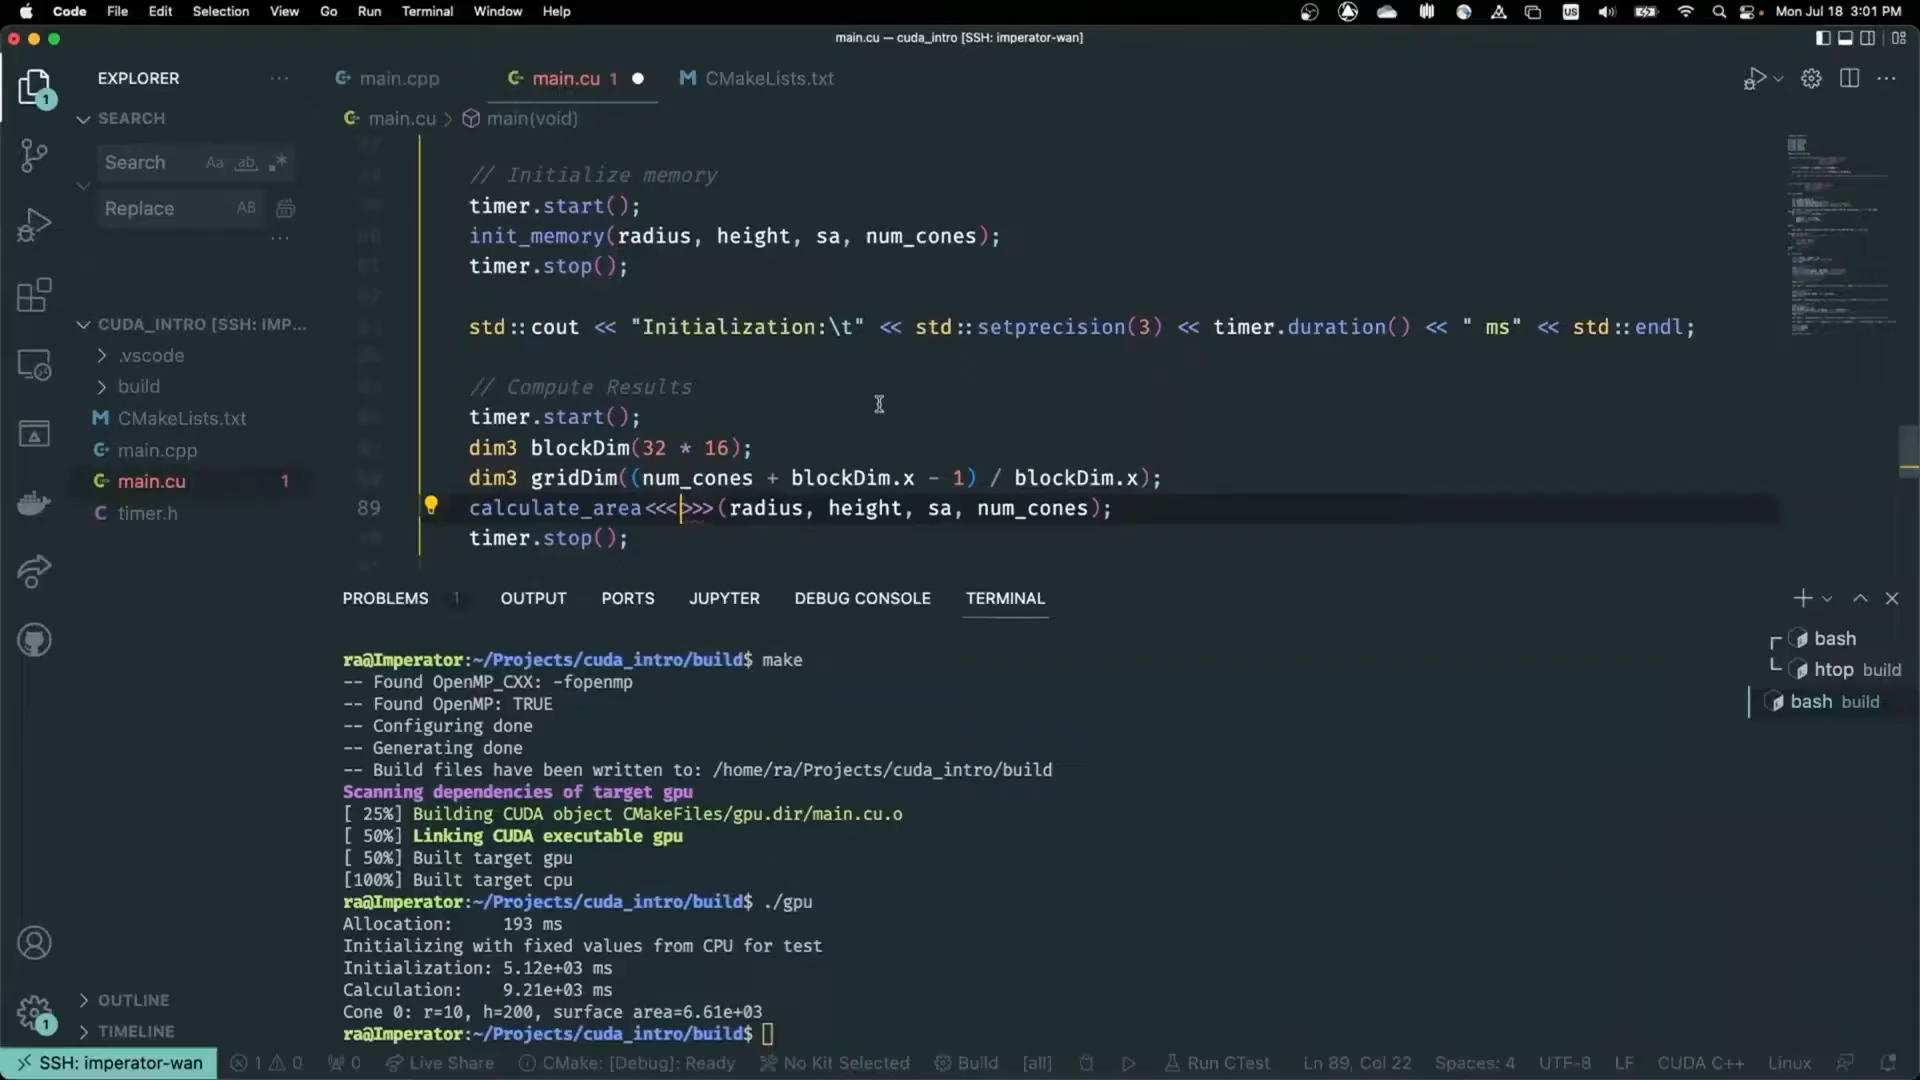 Code File Edit Selection View Go Run Terminal Window Help
US
Mon Jul 18 3:01 PM
main.cu — cuda_intro [SSH: imperator-wan]
EXPLORER
1
main.cpp
main.cu 1
CMakeLists.txt
SEARCH
main.cu > main(void)
Search Aa ab
Replace AB
// Initialize memory
timer.start();
init_memory(radius, height, sa, num_cones);
timer.stop();
std::cout << "Initialization:\t" << std::setprecision(3) << timer.duration() << " ms" << std::endl;
// Compute Results
timer.start();
dim3 blockDim(32 * 16);
dim3 gridDim((num_cones + blockDim.x - 1) / blockDim.x);
89 calculate_area<<<>>>(radius, height, sa, num_cones);
timer.stop();
CUDA_INTRO [SSH: IMP...
.vscode
build
CMakeLists.txt
main.cpp
main.cu 1
timer.h
OUTLINE
TIMELINE
1
PROBLEMS 1 OUTPUT PORTS JUPYTER DEBUG CONSOLE TERMINAL
ra@Imperator:~/Projects/cuda_intro/build$ make
-- Found OpenMP_CXX: -fopenmp
-- Found OpenMP: TRUE
-- Configuring done
-- Generating done
-- Build files have been written to: /home/ra/Projects/cuda_intro/build
Scanning dependencies of target gpu
[ 25%] Building CUDA object CMakeFiles/gpu.dir/main.cu.o
[ 50%] Linking CUDA executable gpu
[ 50%] Built target gpu
[100%] Built target cpu
ra@Imperator:~/Projects/cuda_intro/build$ ./gpu
Allocation: 193 ms
Initializing with fixed values from CPU for test
Initialization: 5.12e+03 ms
Calculation: 9.21e+03 ms
Cone 0: r=10, h=200, surface area=6.61e+03
ra@Imperator:~/Projects/cuda_intro/build$
bash
htop build
bash build
SSH: imperator-wan 1 0 0 Live Share CMake: [Debug]: Ready No Kit Selected Build [all] Run CTest Ln 89, Col 22 Spaces: 4 UTF-8 LF CUDA C++ Linux